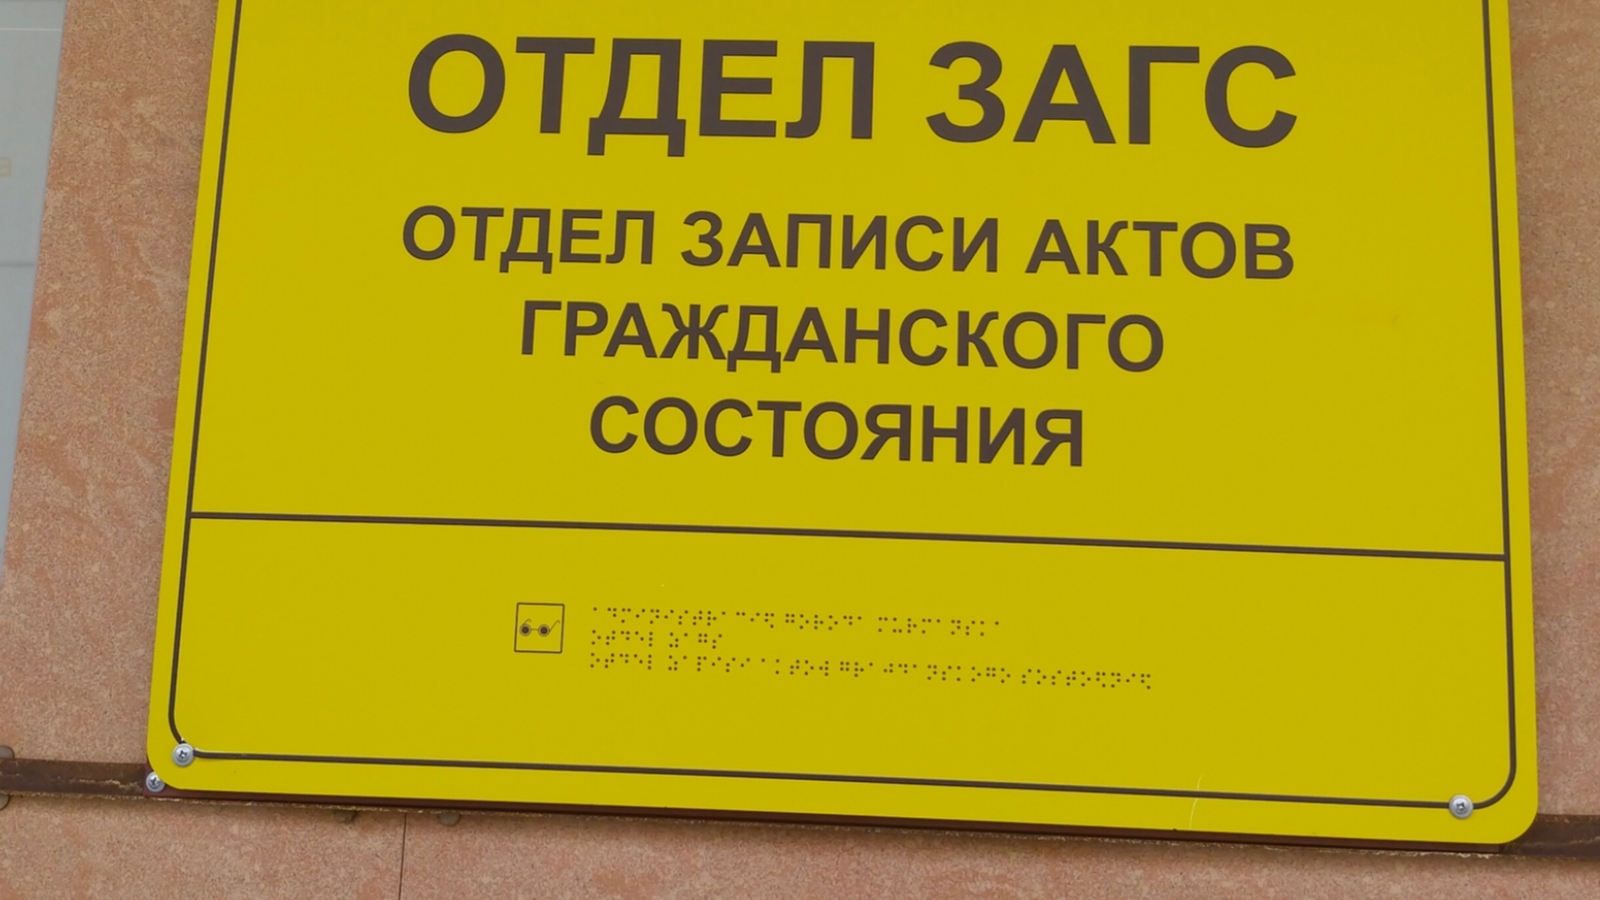 ОТДЕЛ ЗАГС
ОТДЕЛ ЗАПИСИ АКТОВ
ГРАЖДАНСКОГО
СОСТОЯНИЯ